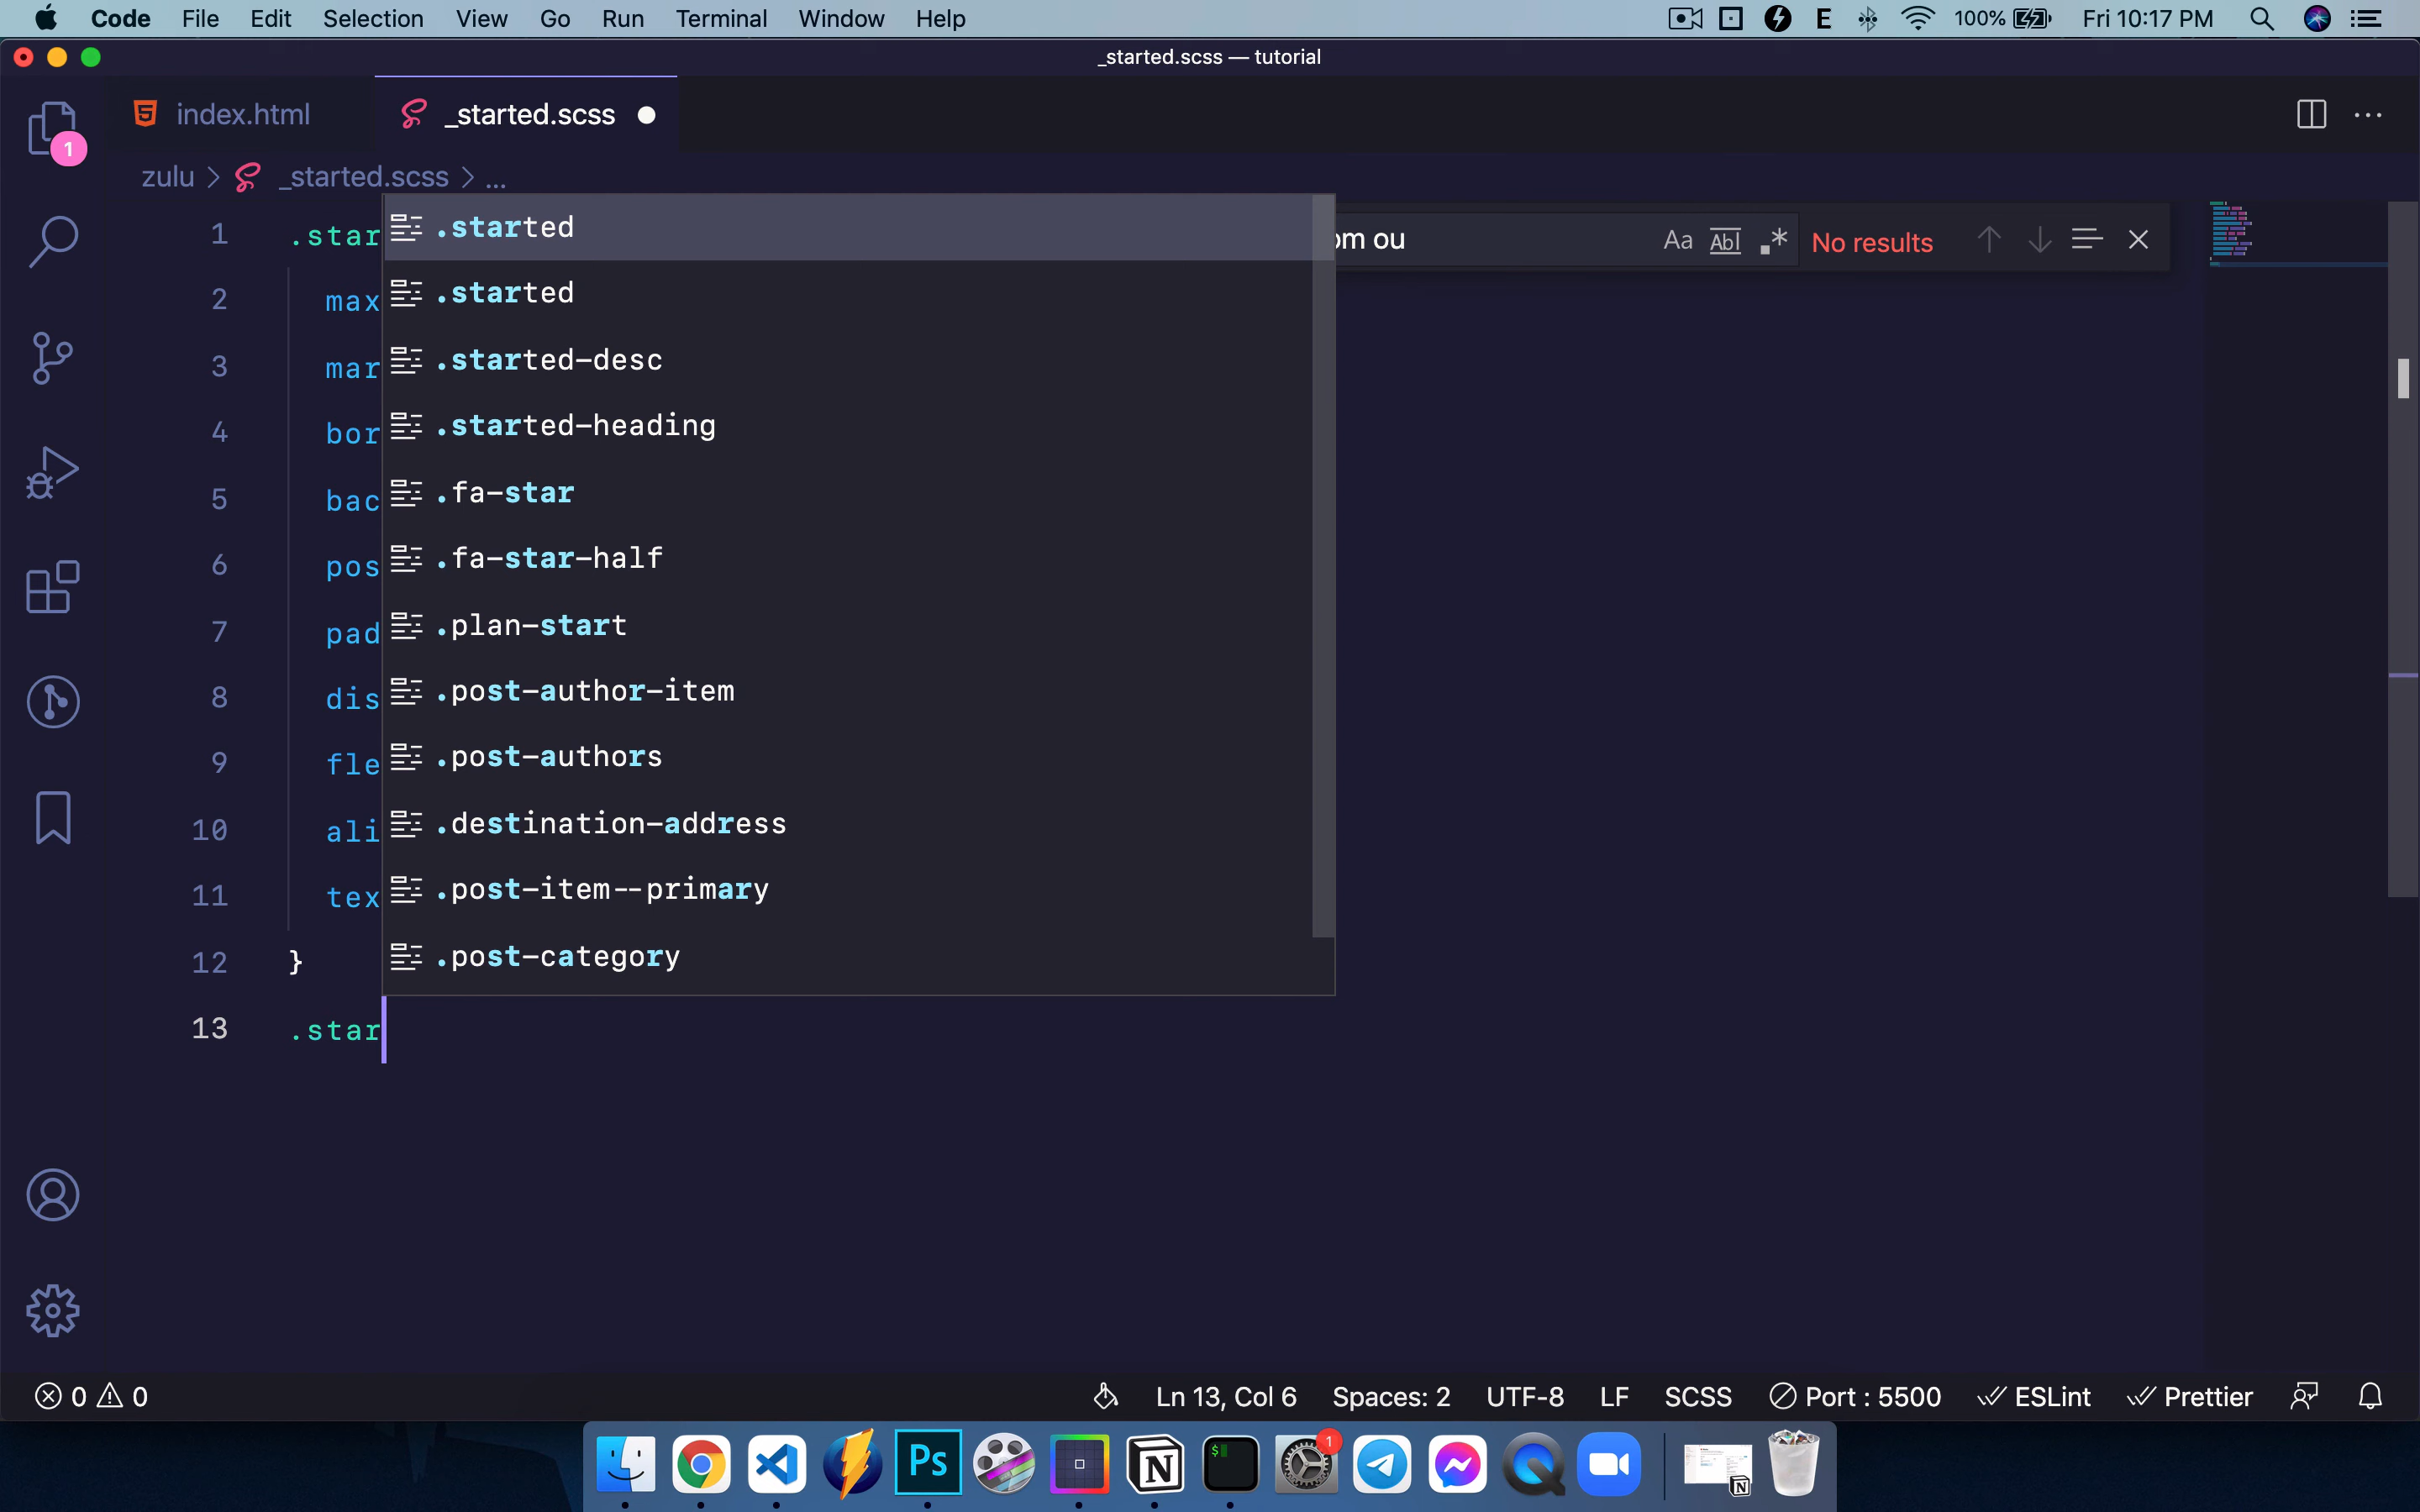 Code File Edit Selection View Go Run Terminal Window Help E 100% Fri 10:17 PM
_started.scss — tutorial
index.html _started.scss
1
zulu > _started.scss > ...
1 .star
2 max
3 mar
4 bor
5 bac
6 pos
7 pad
8 dis
9 fle
10 ali
11 tex
12 }
13 .star
.started
.started
.started-desc
.started-heading
.fa-star
.fa-star-half
.plan-start
.post-author-item
.post-authors
.destination-address
.post-item--primary
.post-category
om ou Aa Abl .* No results
0 0 Ln 13, Col 6 Spaces: 2 UTF-8 LF SCSS Port : 5500 ESLint Prettier
Ps N $ 1 N